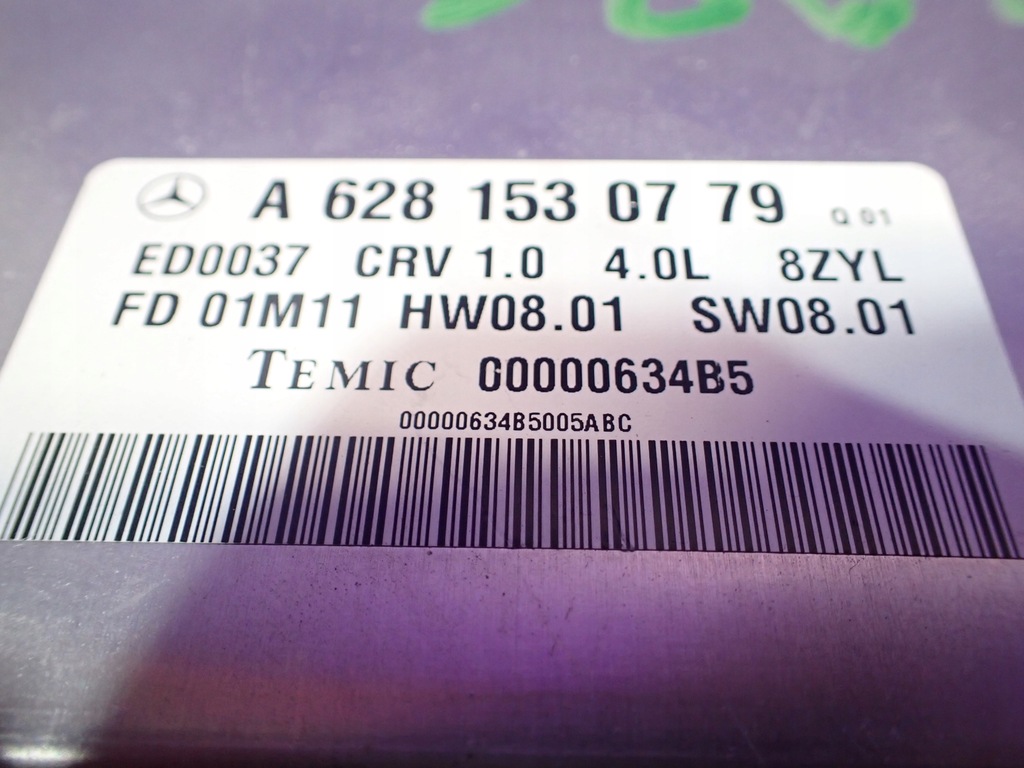 A 628 153 07 79 Q 01
ED0037 CRV 1.0 4.0L 8ZYL
FD 01M11 HW08.01 SW08.01
TEMIC 00000634B5
00000634B5005ABC